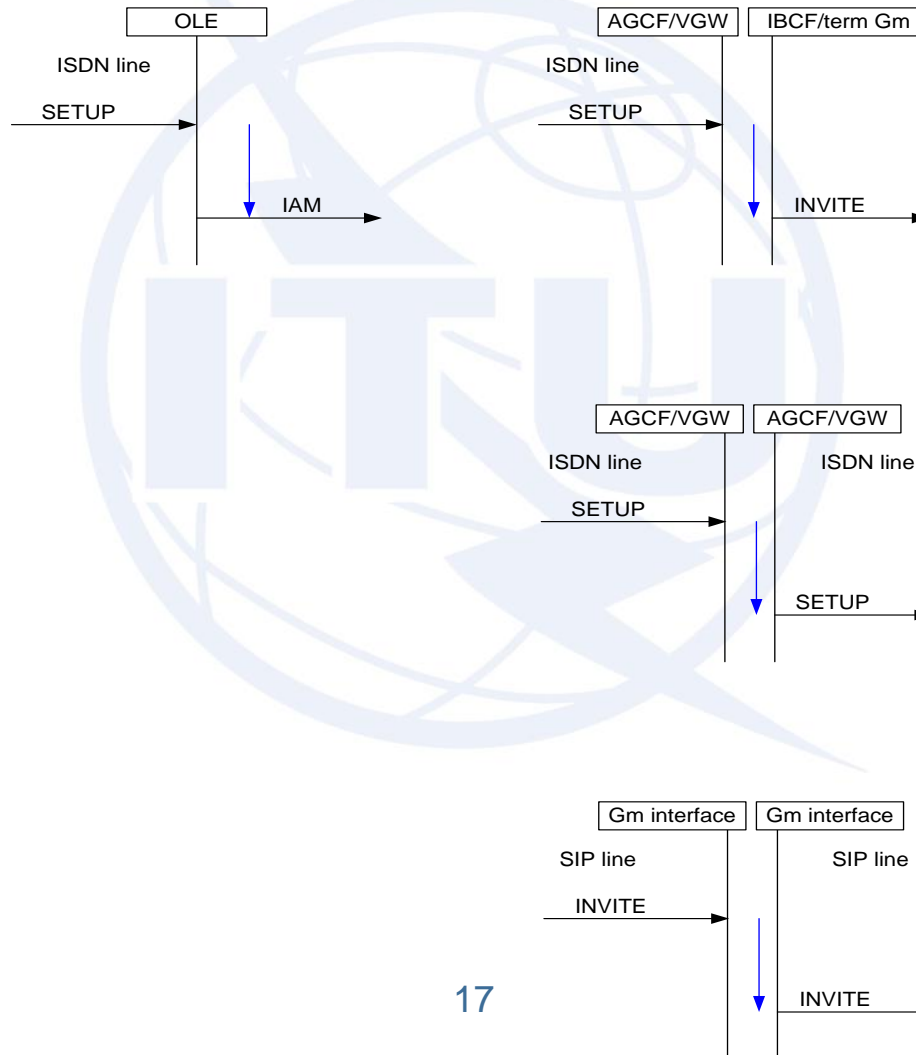 OLE
ISDN line
SETUP
IAM
AGCF/VGW
IBCF/term Gm
ISDN line
SETUP
INVITE
ITU
AGCF/VGW
AGCF/VGW
ISDN line
ISDN line
SETUP
SETUP
Gm interface
Gm interface
SIP line
SIP line
INVITE
INVITE
17